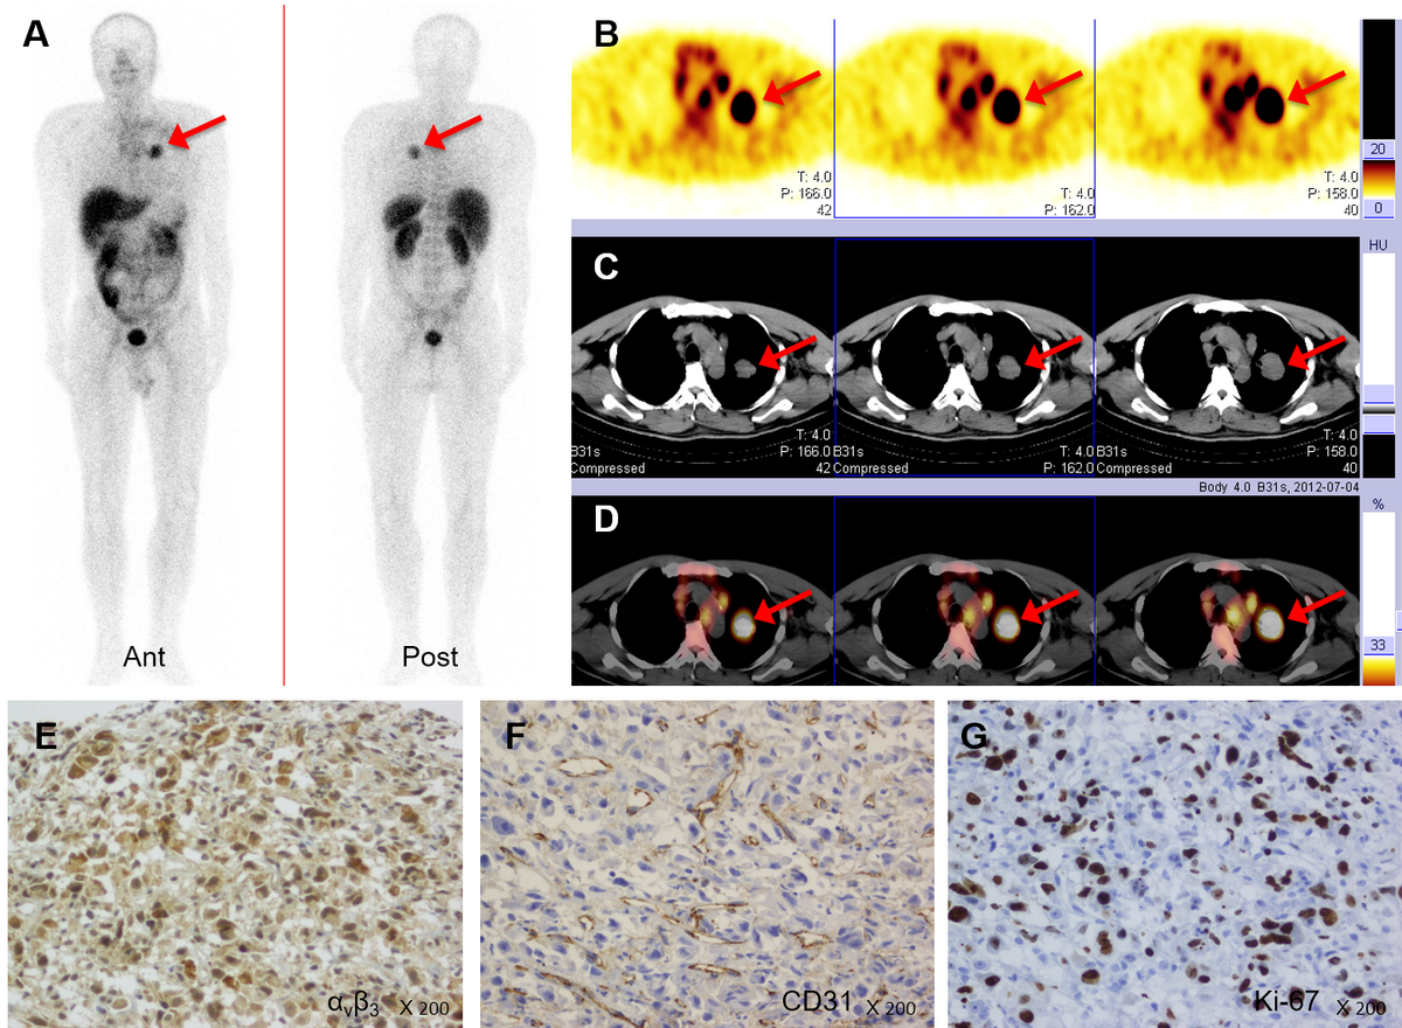 A
Ant
Post
B
T: 4.0
P: 166.0
42
T: 4.0
P: 162.0
T: 4.0
P: 158.0
40
20
0
C
HU
B31s
Compressed
T: 4.0
P: 166.0
42
B31s
Compressed
T: 4.0
P: 162.0
B31s
Compressed
T: 4.0
P: 158.0
40
Body 4.0 B31s, 2012-07-04
D
%
33
E
αvβ3 X 200
F
CD31 X 200
G
Ki-67 X 200